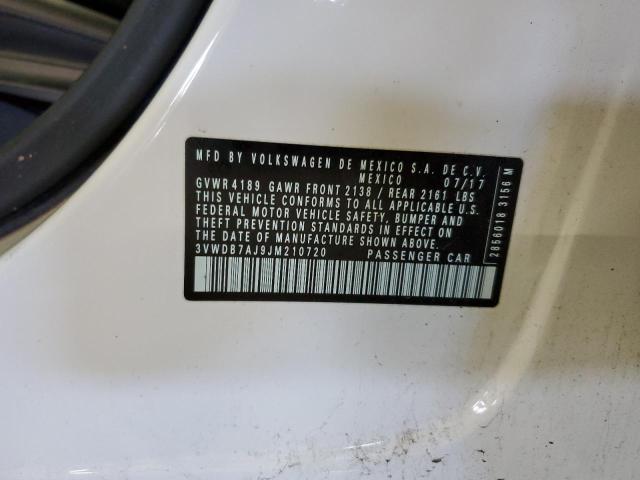 MFD BY VOLKSWAGEN DE MEXICO S.A. DE C.V.
MEXICO 07/17
GVWR 4189 GAWR FRONT 2138 / REAR 2161 LBS
THIS VEHICLE CONFORMS TO ALL APPLICABLE U.S.
FEDERAL MOTOR VEHICLE SAFETY, BUMPER AND
THEFT PREVENTION STANDARDS IN EFFECT ON
THE DATE OF MANUFACTURE SHOWN ABOVE.
3VWDB7AJ9JM210720 PASSENGER CAR
2856018 3156 M